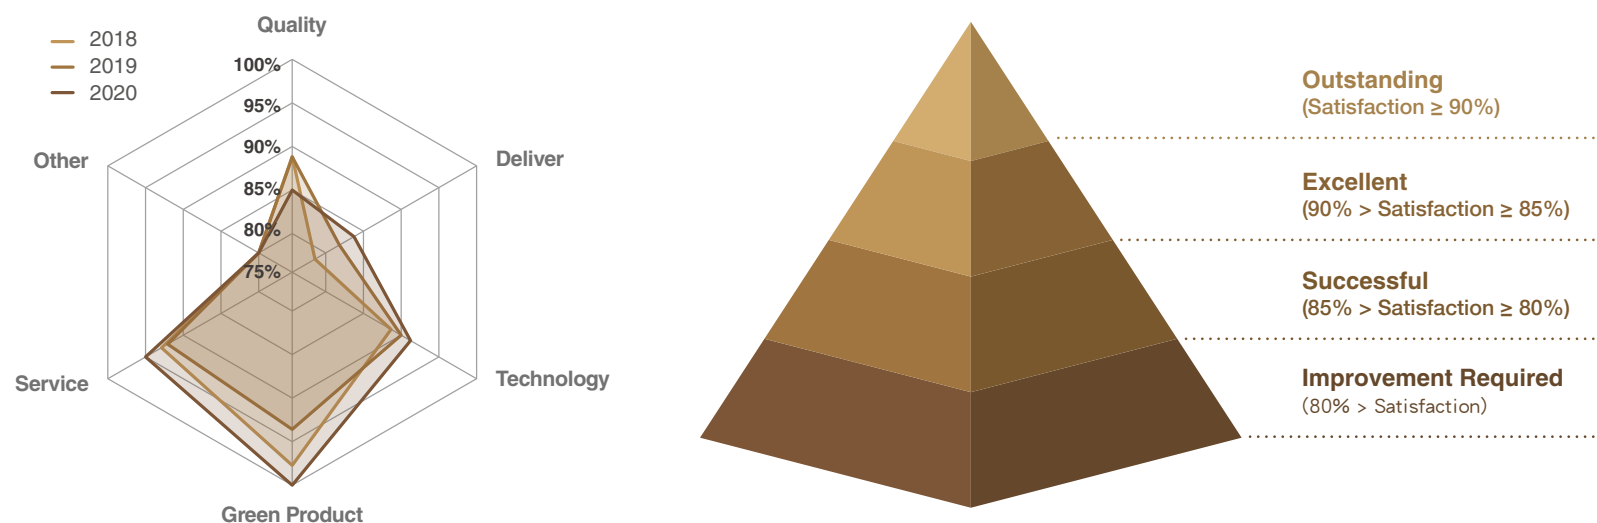 Quality
2018
2019
2020
100%
95%
90%
85%
80%
75%
Other
Deliver
Service
Technology
Green Product
Outstanding
(Satisfaction ≥ 90%)
Excellent
(90% > Satisfaction ≥ 85%)
Successful
(85% > Satisfaction ≥ 80%)
Improvement Required
(80% > Satisfaction)